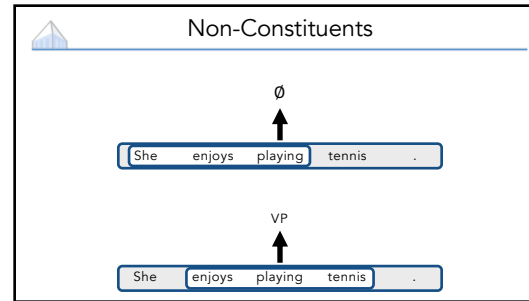 Non-Constituents
Ø
She enjoys playing tennis .
VP
She enjoys playing tennis .